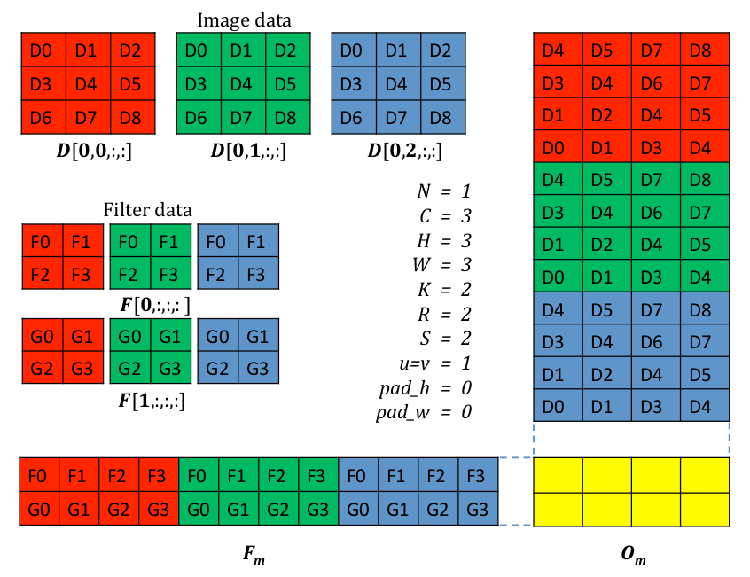 Image data
D0 D1 D2
D3 D4 D5
D6 D7 D8
D[0,0,:,:]
D0 D1 D2
D3 D4 D5
D6 D7 D8
D[0,1,:,:]
D0 D1 D2
D3 D4 D5
D6 D7 D8
D[0,2,:,:]
Filter data
F0 F1 F0 F1 F0 F1
F2 F3 F2 F3 F2 F3
F[0,:,:,:]
G0 G1 G0 G1 G0 G1
G2 G3 G2 G3 G2 G3
F[1,:,:,:]
N = 1
C = 3
H = 3
W = 3
K = 2
R = 2
S = 2
u=v = 1
pad_h = 0
pad_w = 0
D4 D5 D7 D8
D3 D4 D6 D7
D1 D2 D4 D5
D0 D1 D3 D4
D4 D5 D7 D8
D3 D4 D6 D7
D1 D2 D4 D5
D0 D1 D3 D4
D4 D5 D7 D8
D3 D4 D6 D7
D1 D2 D4 D5
D0 D1 D3 D4
F0 F1 F2 F3 F0 F1 F2 F3 F0 F1 F2 F3
G0 G1 G2 G3 G0 G1 G2 G3 G0 G1 G2 G3
Fm
Om